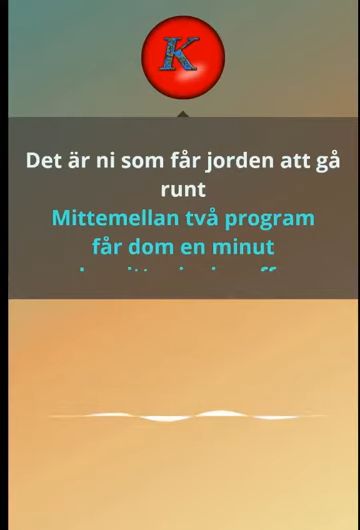 K
Det är ni som får jorden att gå
runt
Mittemellan två program
får dom en minut